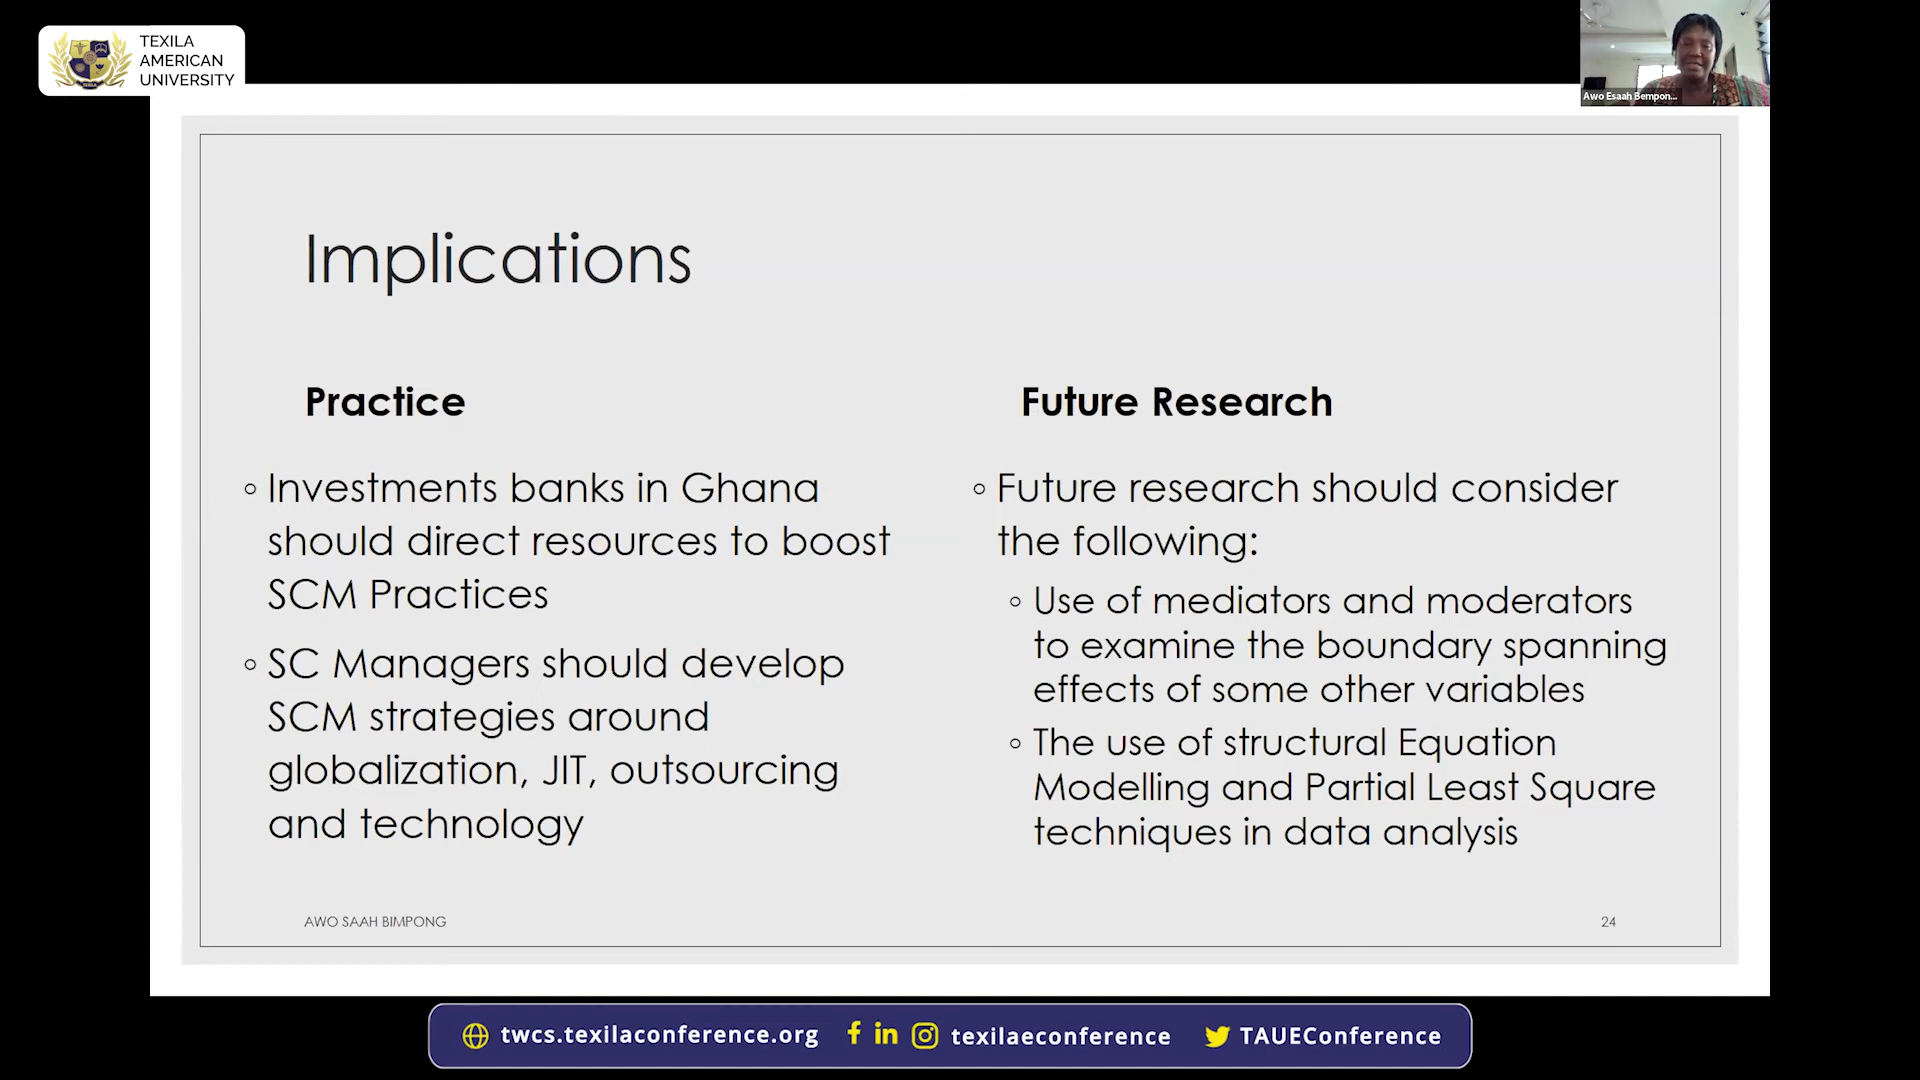 TEXILA
AMERICAN
UNIVERSITY
Awo Esaah Bempon...
Implications
Practice
◦ Investments banks in Ghana
should direct resources to boost
SCM Practices
◦ SC Managers should develop
SCM strategies around
globalization, JIT, outsourcing
and technology
Future Research
◦ Future research should consider
the following:
◦ Use of mediators and moderators
to examine the boundary spanning
effects of some other variables
◦ The use of structural Equation
Modelling and Partial Least Square
techniques in data analysis
AWO SAAH BIMPONG
24
twcs.texilaconference.org
texilaeconference
TAUEConference